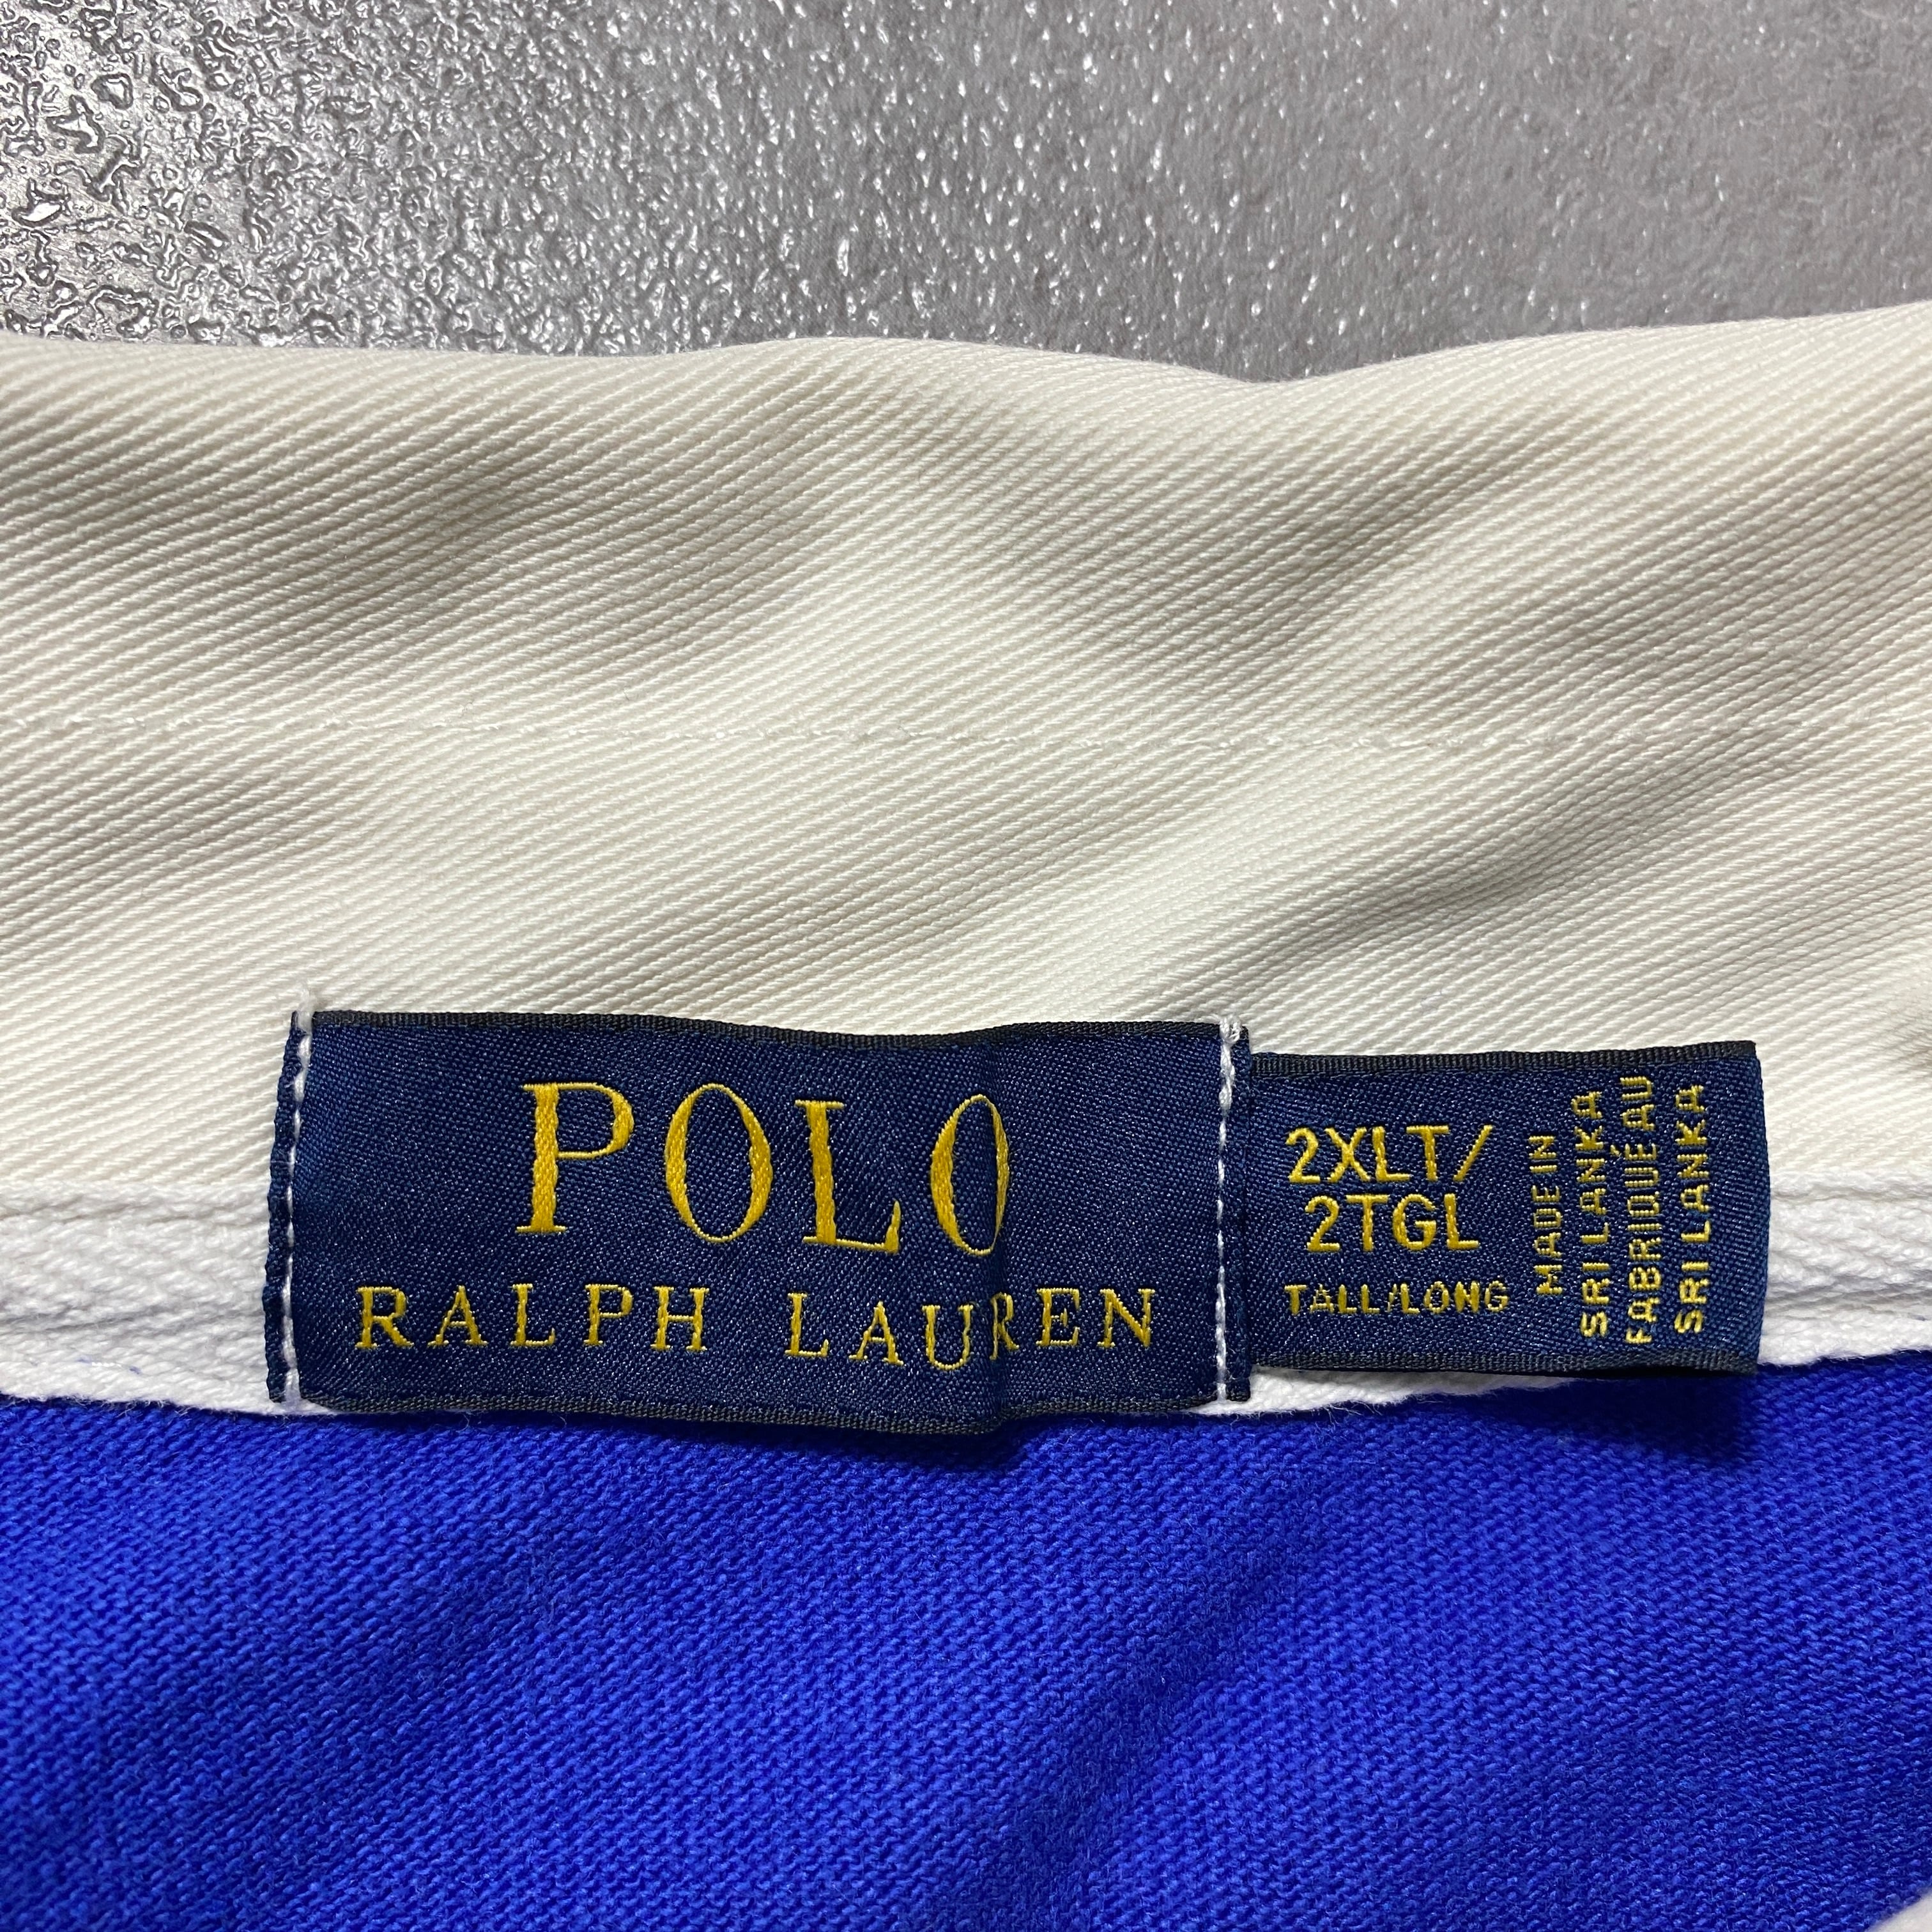 POLO
RALPH LAUREN
2XLT/
2TGL
TALL/LONG
MADE IN
SRI LANKA
FABRIQUÉ AU
SRI LANKA